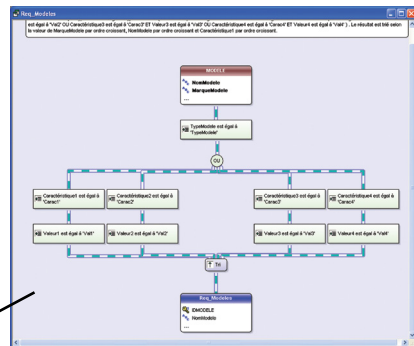 Req_Modeles
est égal à 'Val2' OU Caractéristique3 est égal à 'Carac3' ET Valeur3 est égal à 'Val3' OU Caractéristique4 est égal à 'Carac4' ET Valeur4 est égal à 'Val4' ) . Le résultat est trié selon
la valeur de MarqueModele par ordre croissant, NomModele par ordre croissant et Caractéristique1 par ordre croissant.
MODELE
NomModele
MarqueModele
...
TypeModele est égal à
'TypeModele'
OU
Caractéristique1 est égal à
'Carac1'
Caractéristique2 est égal à
'Carac2'
Caractéristique3 est égal à
'Carac3'
Caractéristique4 est égal à
'Carac4'
Valeur1 est égal à 'Val1'
Valeur2 est égal à 'Val2'
Valeur3 est égal à 'Val3'
Valeur4 est égal à 'Val4'
Tri
Req_Modeles
IDMODELE
NomModele
...